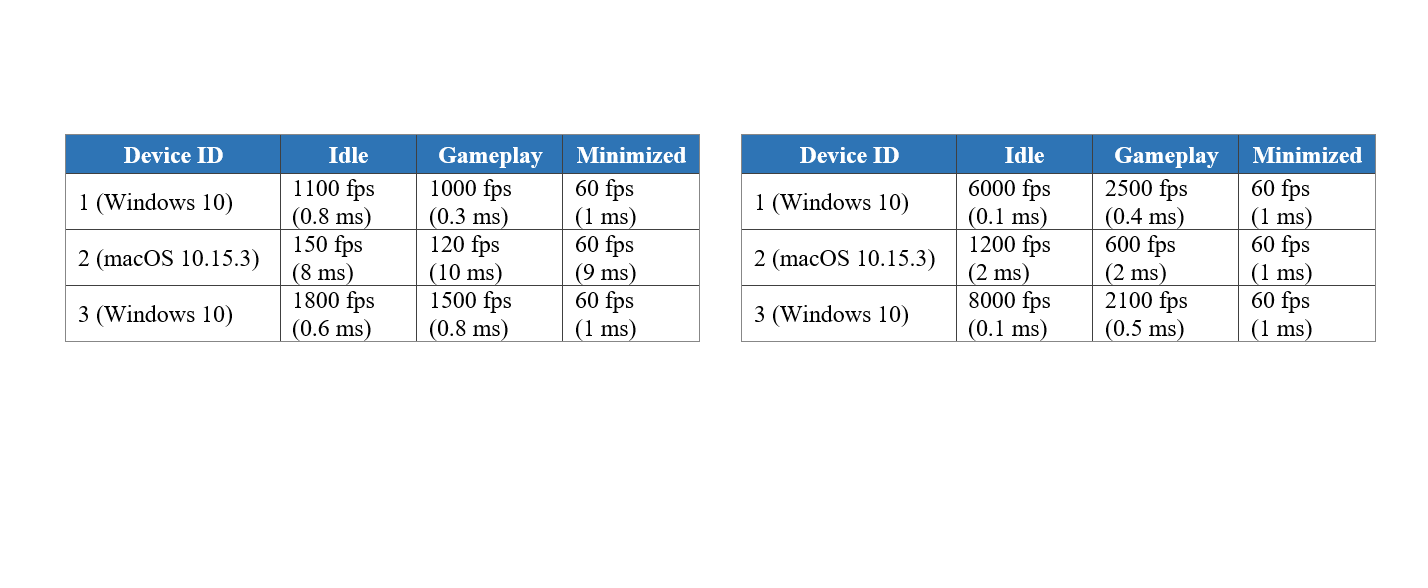 Device ID Idle Gameplay Minimized
1 (Windows 10) 1100 fps (0.8 ms) 1000 fps (0.3 ms) 60 fps (1 ms)
2 (macOS 10.15.3) 150 fps (8 ms) 120 fps (10 ms) 60 fps (9 ms)
3 (Windows 10) 1800 fps (0.6 ms) 1500 fps (0.8 ms) 60 fps (1 ms)
Device ID Idle Gameplay Minimized
1 (Windows 10) 6000 fps (0.1 ms) 2500 fps (0.4 ms) 60 fps (1 ms)
2 (macOS 10.15.3) 1200 fps (2 ms) 600 fps (2 ms) 60 fps (1 ms)
3 (Windows 10) 8000 fps (0.1 ms) 2100 fps (0.5 ms) 60 fps (1 ms)